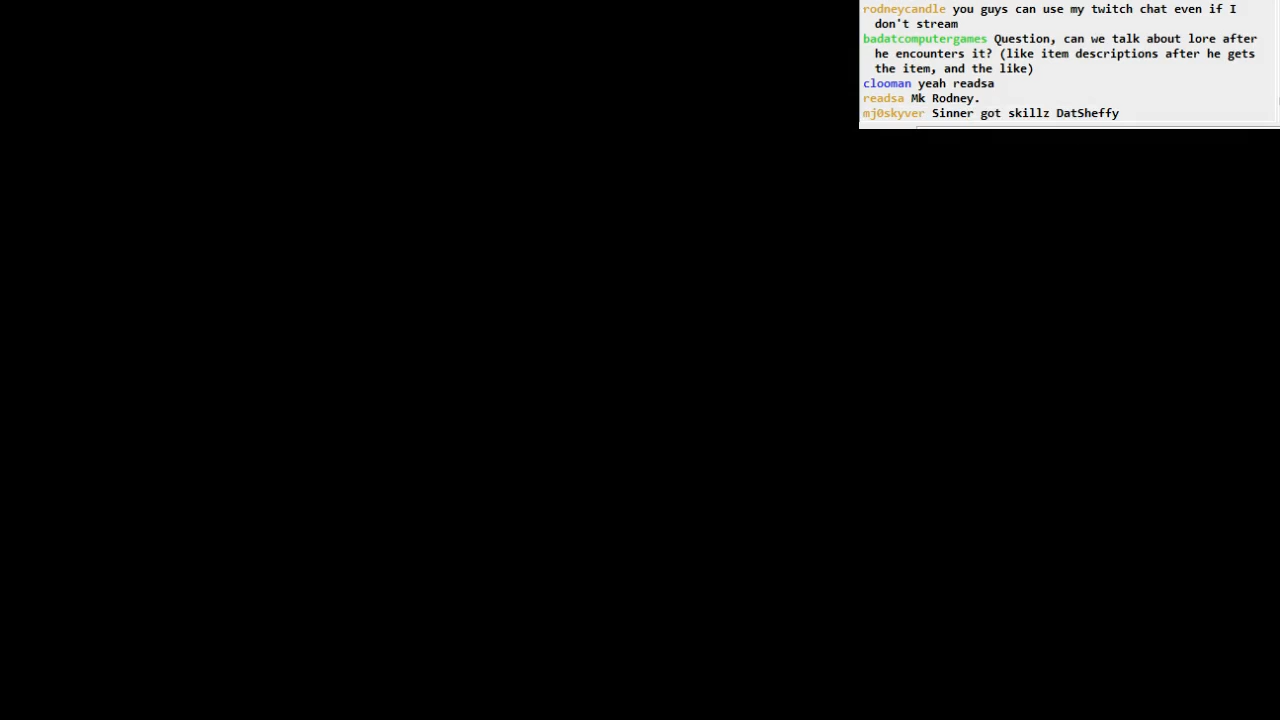 rodneycandle you guys can use my twitch chat even if I
don't stream
badatcomputergames Question, can we talk about lore after
he encounters it? (like item descriptions after he gets
the item, and the like)
clooman yeah readsa
readsa Mk Rodney.
mj0skyver Sinner got skillz DatSheffy